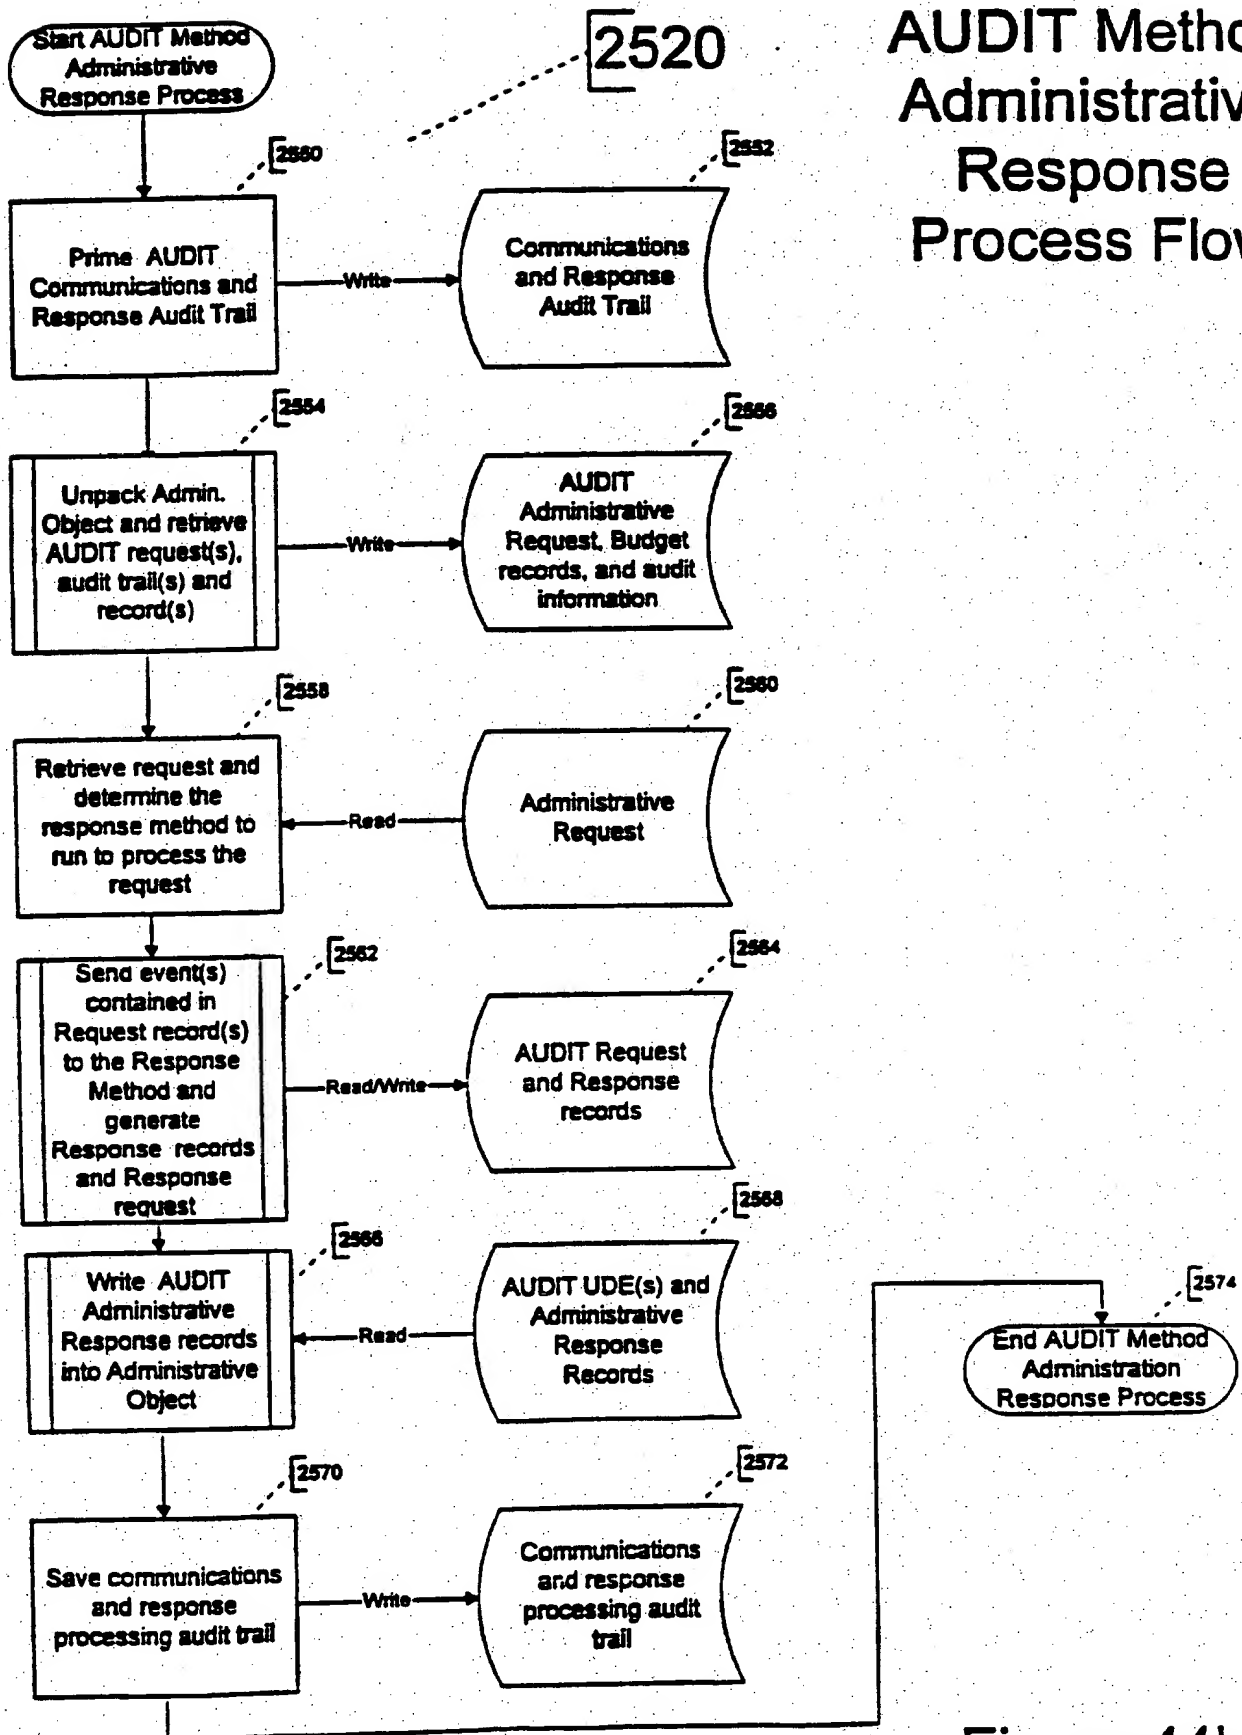 Start AUDIT Method
Administrative
Response Process
2520
AUDIT Metho
Administrativ
Response
Process Flow
2550
Prime AUDIT
Communications and
Response Audit Trail
Write
2552
Communications
and Response
Audit Trail
2554
Unpack Admin.
Object and retrieve
AUDIT request(s),
audit trail(s) and
record(s)
Write
2556
AUDIT
Administrative
Request, Budget
records, and audit
information
2558
Retrieve request and
determine the
response method to
run to process the
request
Read
2560
Administrative
Request
2562
Send event(s)
contained in
Request record(s)
to the Response
Method and
generate
Response records
and Response
request
Read/Write
2564
AUDIT Request
and Response
records
2566
Write AUDIT
Administrative
Response records
into Administrative
Object
Read
2568
AUDIT UDE(s) and
Administrative
Response
Records
2570
Save communications
and response
processing audit trail
Write
2572
Communications
and response
processing audit
trail
2574
End AUDIT Method
Administration
Response Process